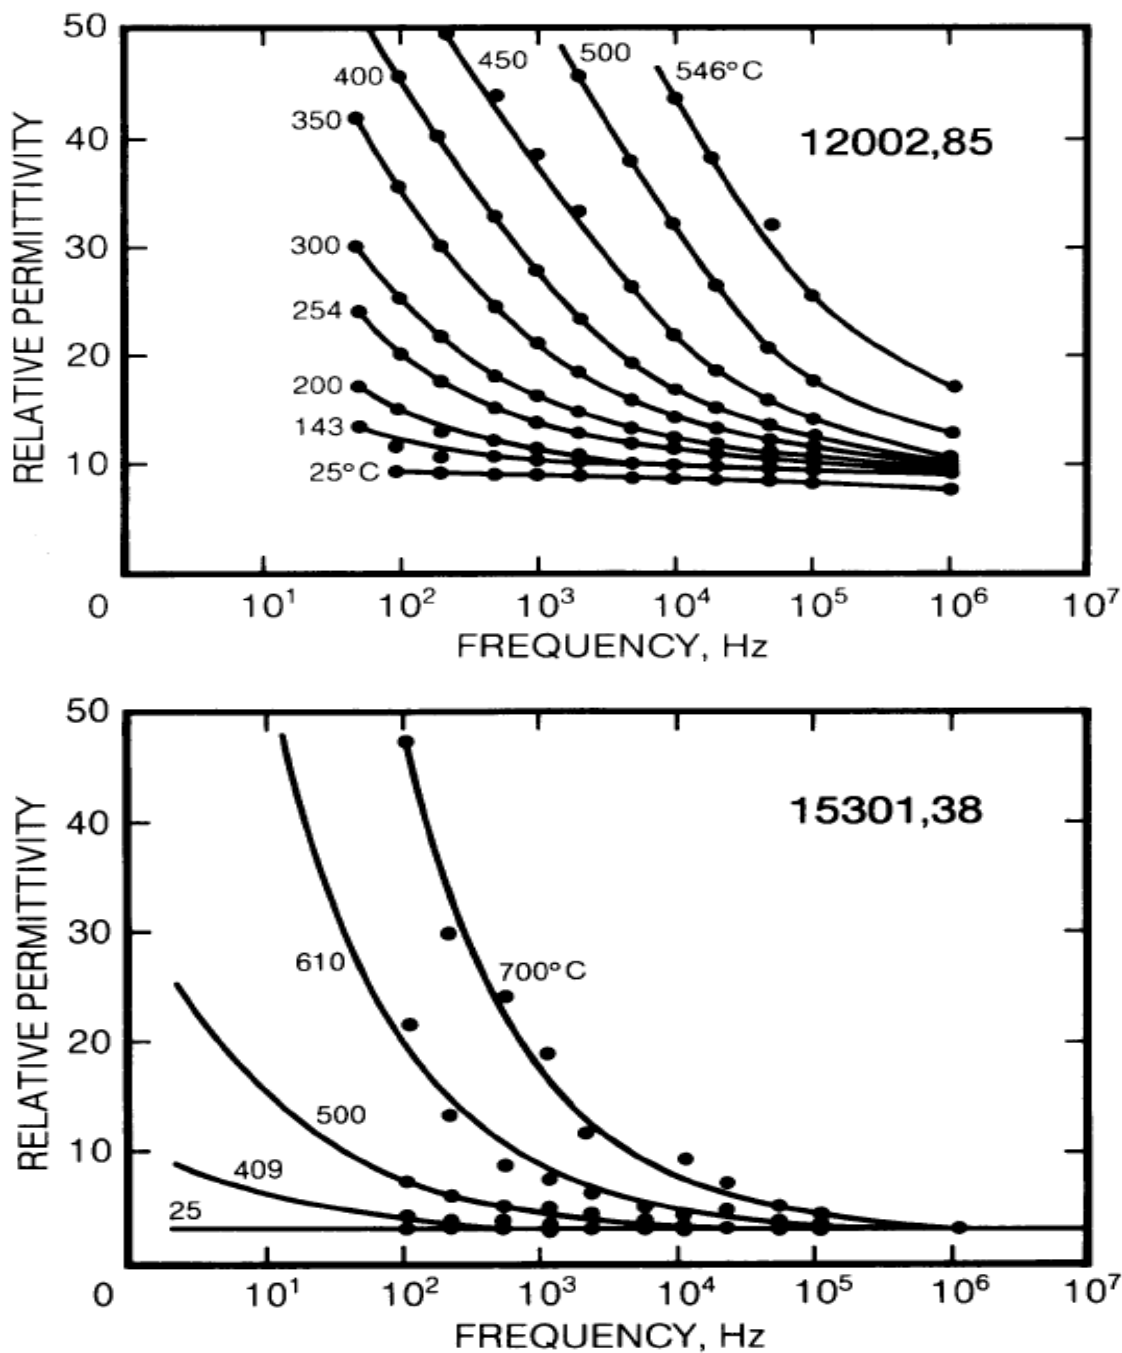 50
40
30
20
10
0
RELATIVE PERMITTIVITY
400
450
500
546°C
350
300
254
200
143
25°C
12002,85
10¹ 10² 10³ 10⁴ 10⁵ 10⁶ 10⁷
FREQUENCY, Hz
50
40
30
20
10
0
RELATIVE PERMITTIVITY
15301,38
610
700°C
500
409
25
10¹ 10² 10³ 10⁴ 10⁵ 10⁶ 10⁷
FREQUENCY, Hz